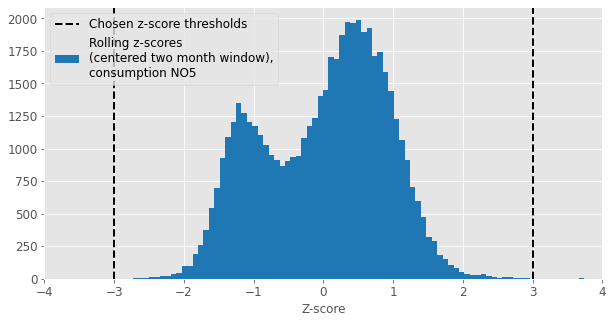 Chosen z-score thresholds
Rolling z-scores
(centered two month window),
consumption NO5
2000
1750
1500
1250
1000
750
500
250
0
−4 −3 −2 −1 0 1 2 3 4
Z-score